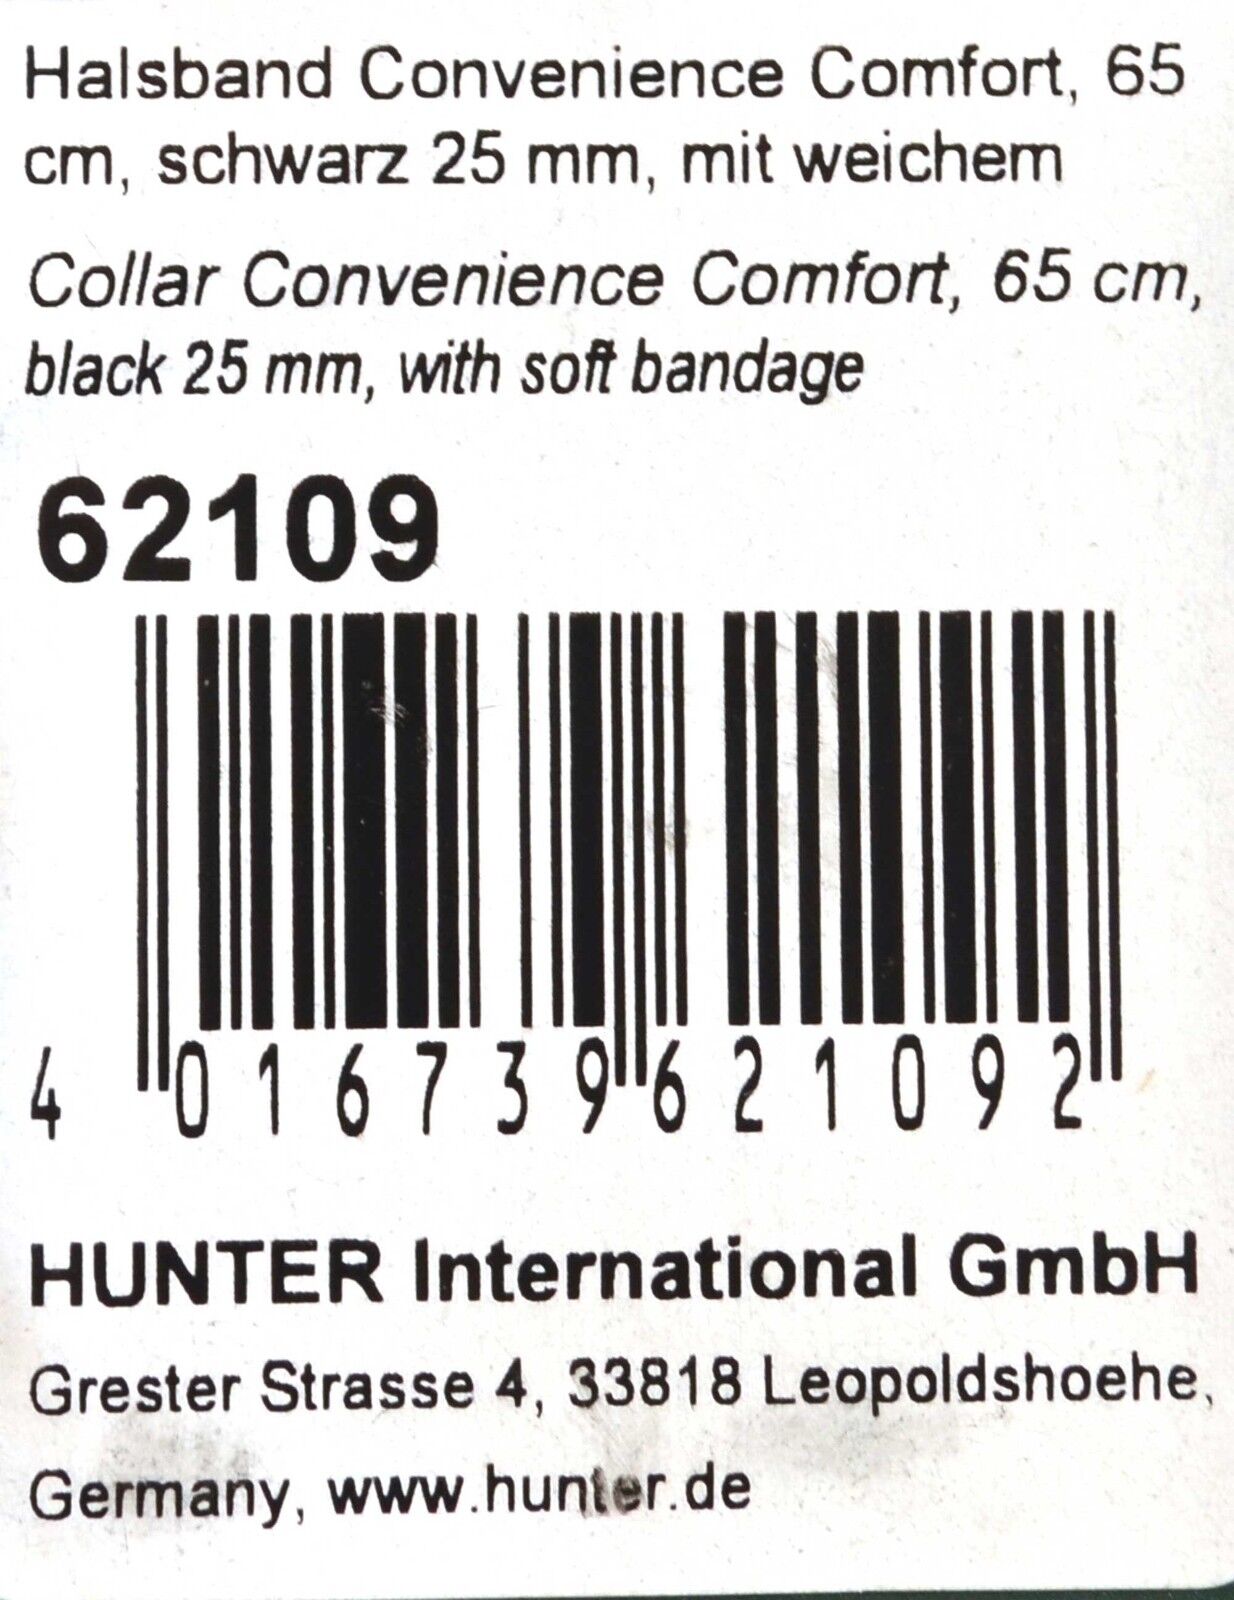 Halsband Convenience Comfort, 65
cm, schwarz 25 mm, mit weichem
Collar Convenience Comfort, 65 cm,
black 25 mm, with soft bandage
62109
4 016739 621092
HUNTER International GmbH
Grester Strasse 4, 33818 Leopoldshoehe,
Germany, www.hunter.de